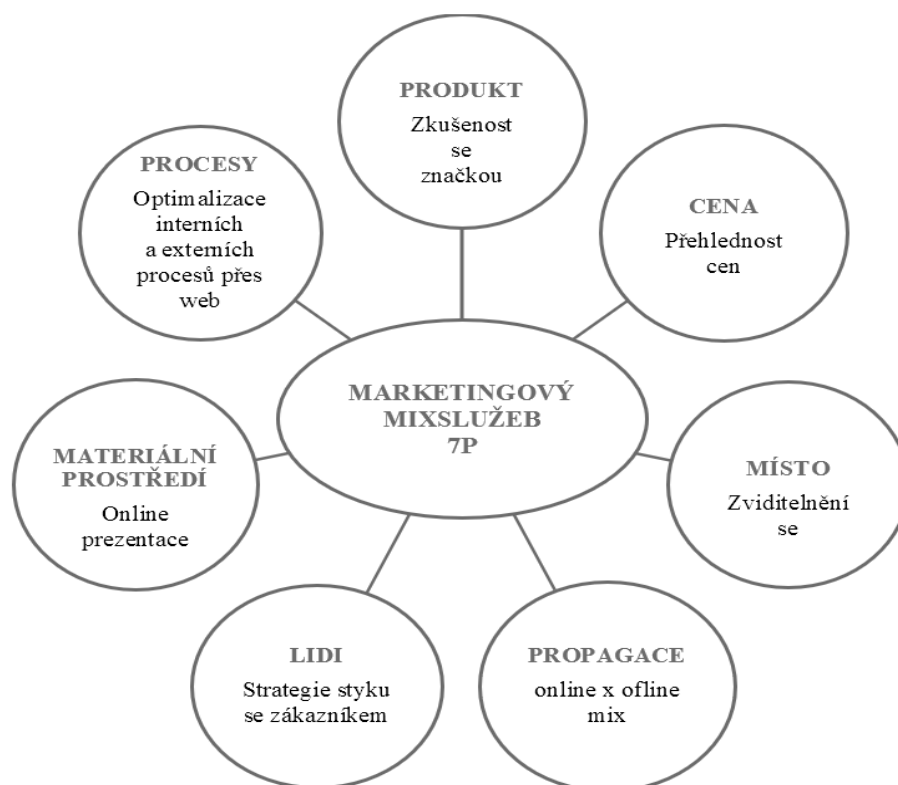 PRODUKT
Zkušenost
se
značkou
CENA
Přehlednost
cen
MÍSTO
Zviditelnění
se
PROPAGACE
online x ofline
mix
LIDI
Strategie styku
se zákazníkem
MATERIÁLNÍ
PROSTŘEDÍ
Online
prezentace
PROCESY
Optimalizace
interních
a externích
procesů přes
web
MARKETINGOVÝ
MIXSLUŽEB
7P